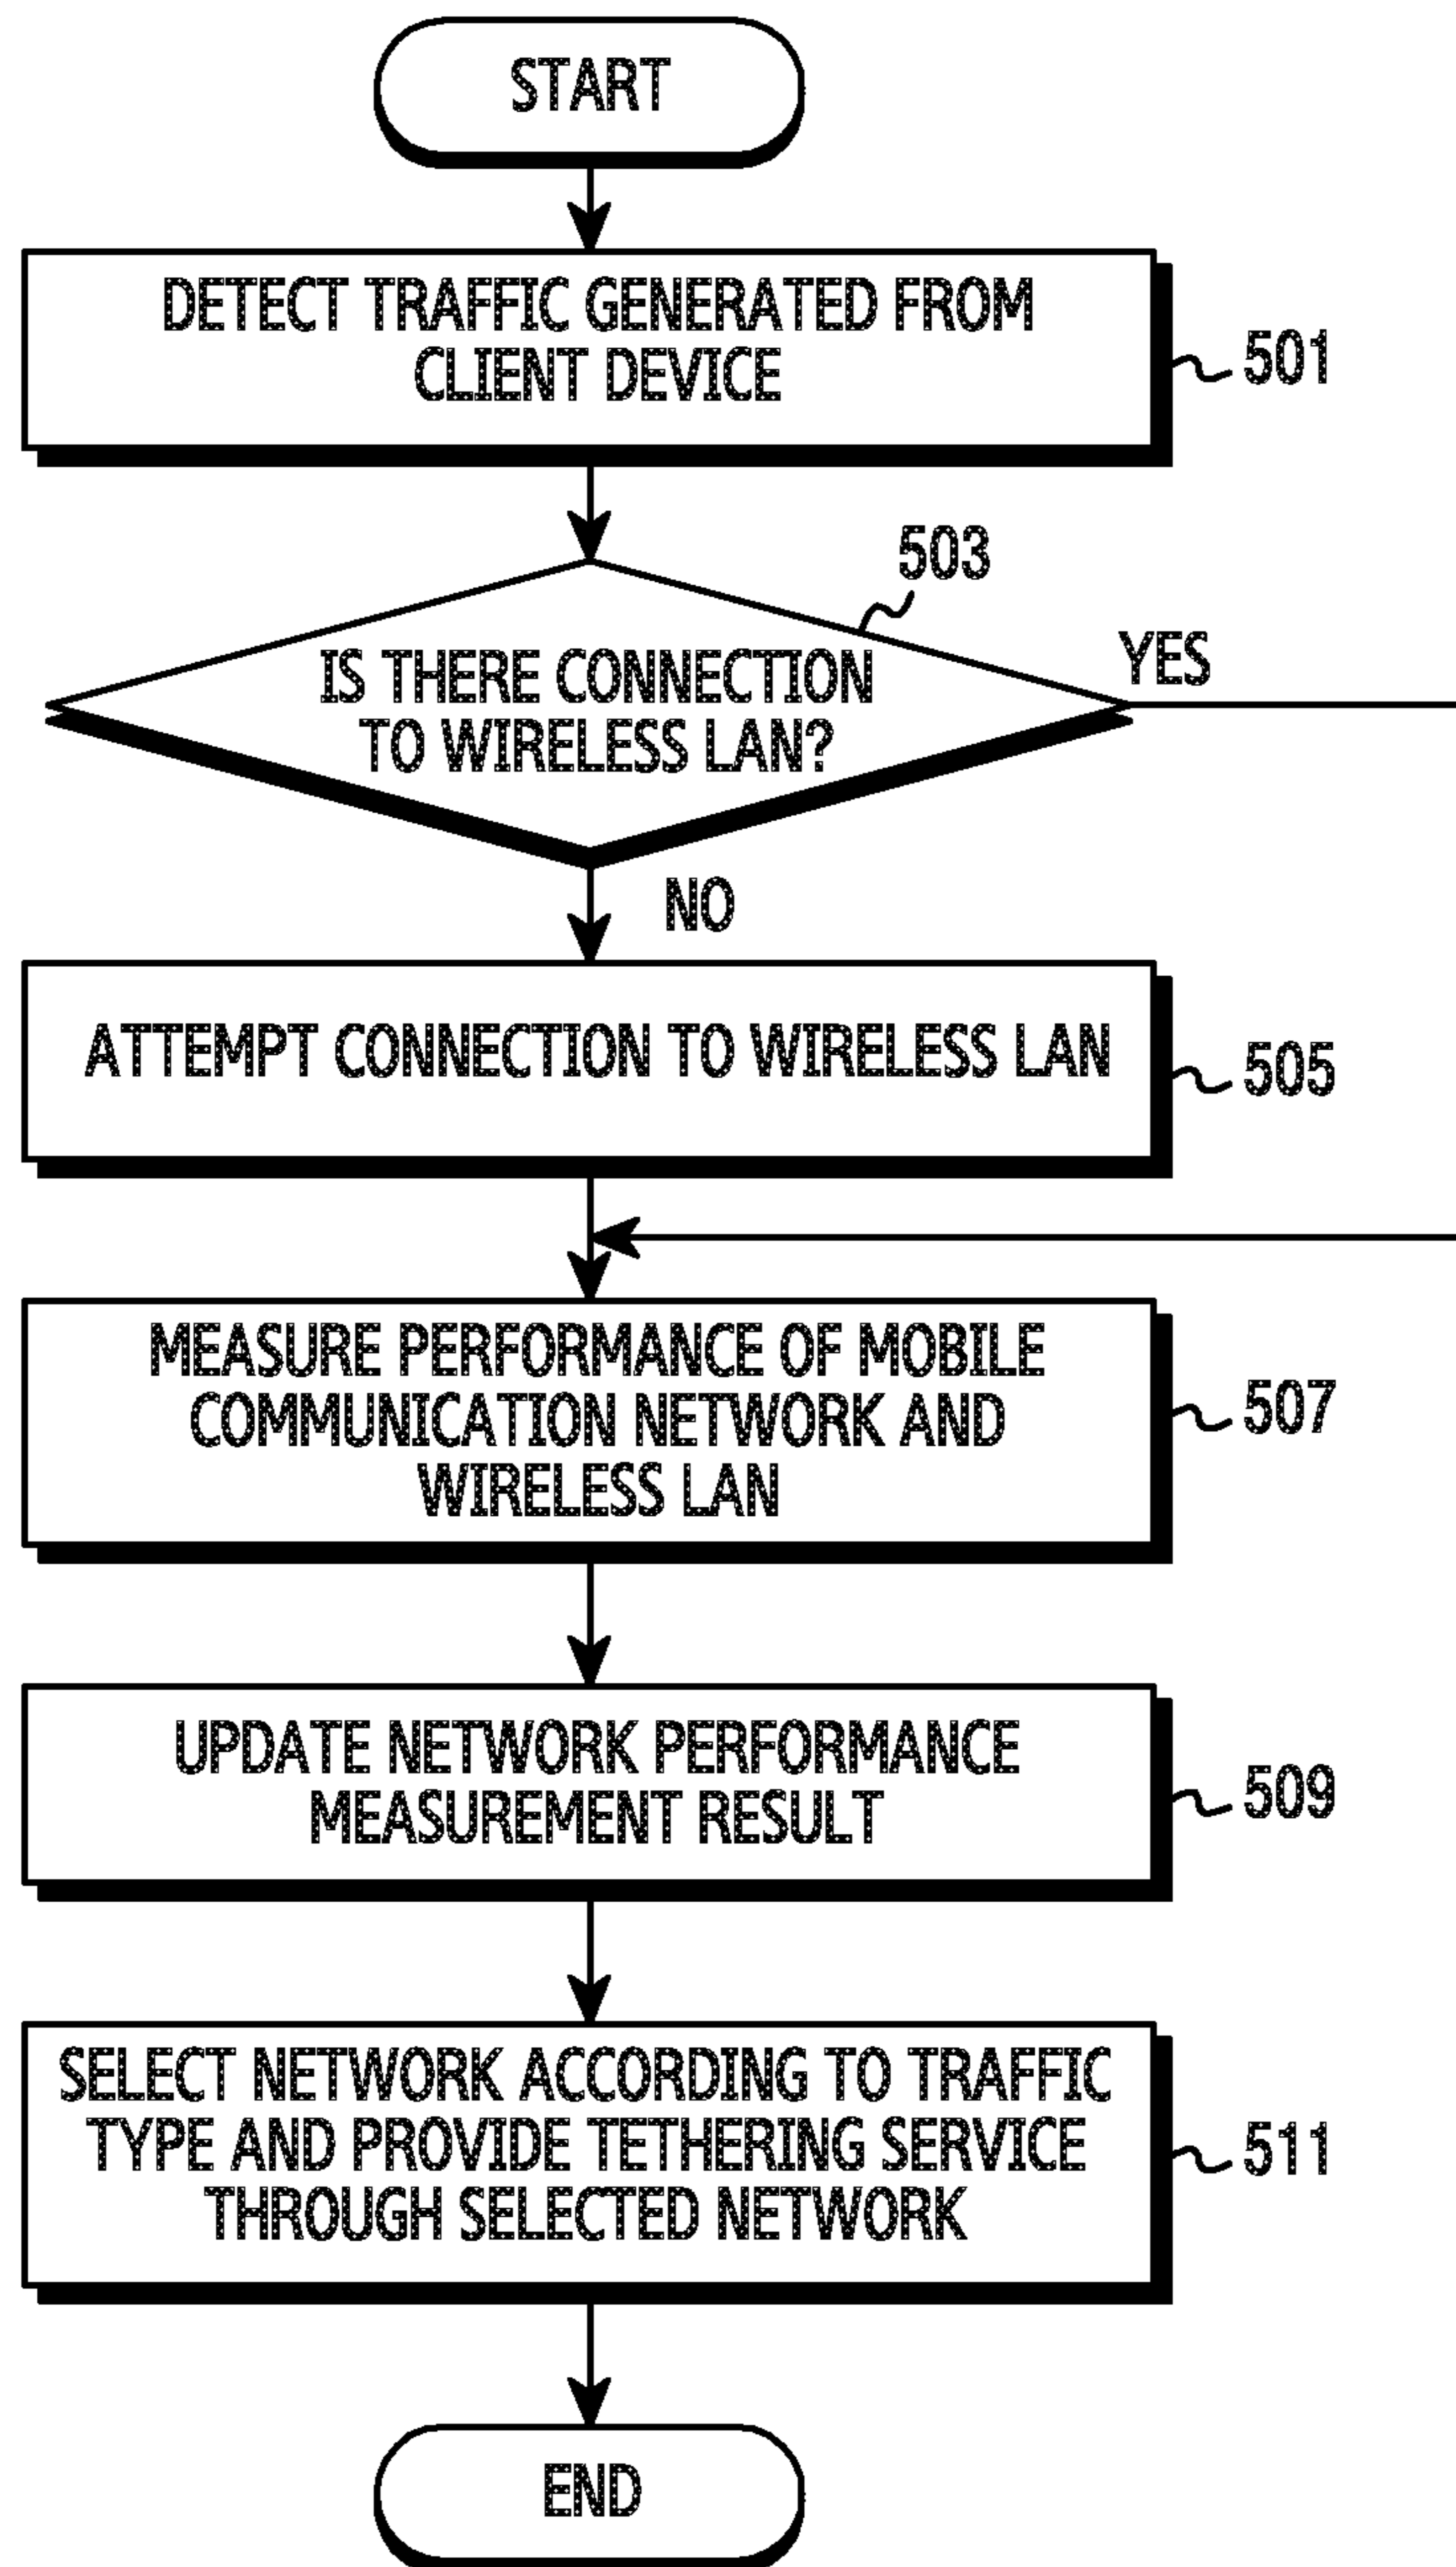 START
DETECT TRAFFIC GENERATED FROM
CLIENT DEVICE
501
503
IS THERE CONNECTION
TO WIRELESS LAN?
YES
NO
ATTEMPT CONNECTION TO WIRELESS LAN
505
MEASURE PERFORMANCE OF MOBILE
COMMUNICATION NETWORK AND
WIRELESS LAN
507
UPDATE NETWORK PERFORMANCE
MEASUREMENT RESULT
509
SELECT NETWORK ACCORDING TO TRAFFIC
TYPE AND PROVIDE TETHERING SERVICE
THROUGH SELECTED NETWORK
511
END